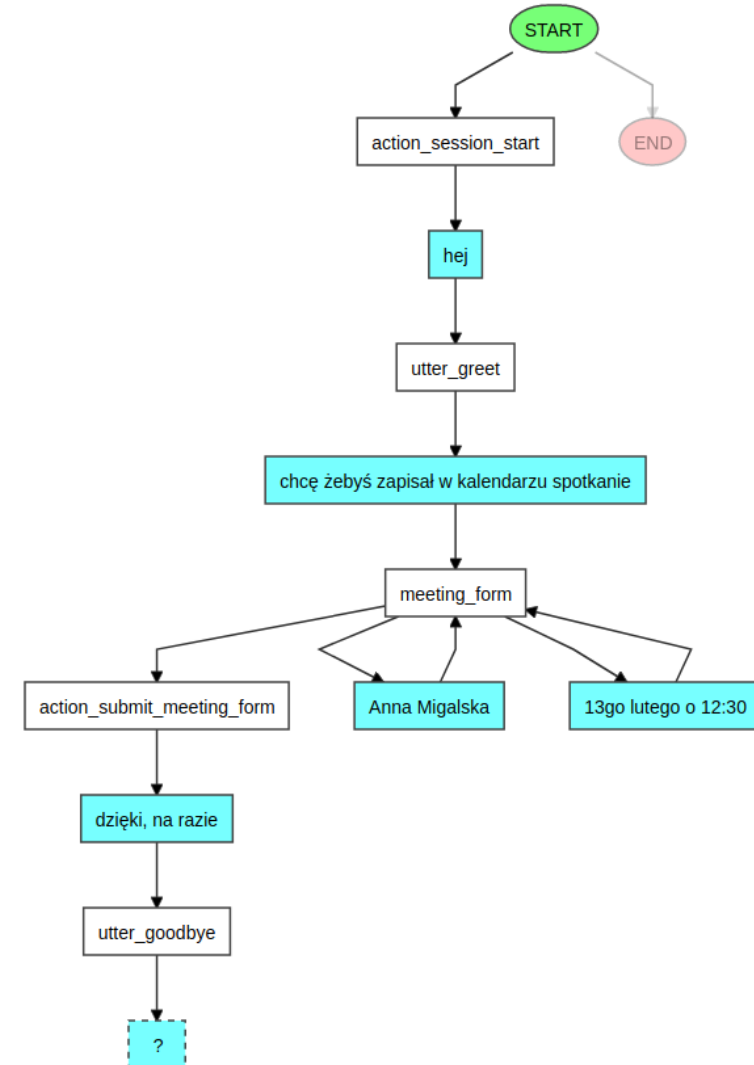 START
action_session_start
END
hej
utter_greet
chcę żebyś zapisał w kalendarzu spotkanie
meeting_form
action_submit_meeting_form
Anna Migalska
13go lutego o 12:30
dzięki, na razie
utter_goodbye
?